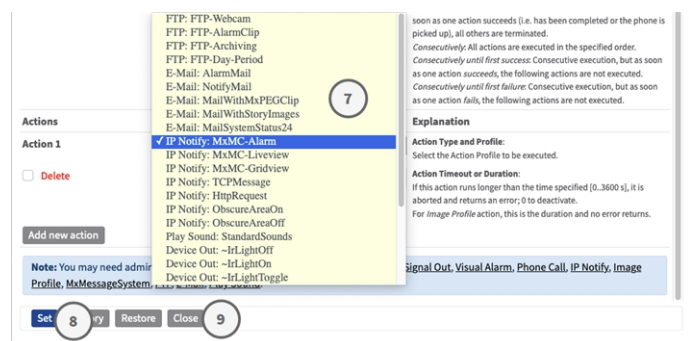 FTP: FTP-Webcam
FTP: FTP-AlarmClip
FTP: FTP-Archiving
FTP: FTP-Day-Period
E-Mail: AlarmMail
E-Mail: NotifyMail
E-Mail: MailWithMxPEGClip
E-Mail: MailWithStoryImages
E-Mail: MailSystemStatus24
✓ IP Notify: MxMC-Alarm
IP Notify: MxMC-Liveview
IP Notify: MxMC-Gridview
IP Notify: TCPMessage
IP Notify: HttpRequest
IP Notify: ObscureAreaOn
IP Notify: ObscureAreaOff
Play Sound: StandardSounds
Device Out: ~IrLightOff
Device Out: ~IrLightOn
Device Out: ~IrLightToggle
7
soon as one action succeeds (i.e. has been completed or the phone is
picked up), all others are terminated.
Consecutively: All actions are executed in the specified order.
Consecutively until first success: Consecutive execution, but as soon
as one action succeeds, the following actions are not executed.
Consecutively until first failure: Consecutive execution, but as soon
as one action fails, the following actions are not executed.
Actions
Explanation
Action 1
Delete
Action Type and Profile:
Select the Action Profile to be executed.
Action Timeout or Duration:
If this action runs longer than the time specified [0..3600 s], it is
aborted and returns an error; 0 to deactivate.
For Image Profile action, this is the duration and no error returns.
Add new action
Note: You may need Signal Out, Visual Alarm, Phone Call, IP Notify, Image
Profile, MxMessageSystem,
Set 8 Restore Close 9